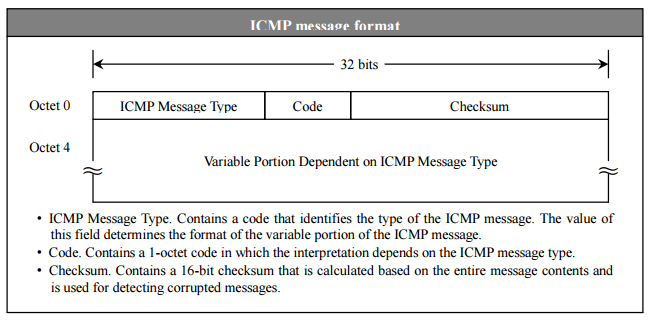 ICMP message format
32 bits
Octet 0
ICMP Message Type
Code
Checksum
Octet 4
Variable Portion Dependent on ICMP Message Type
• ICMP Message Type. Contains a code that identifies the type of the ICMP message. The value of
this field determines the format of the variable portion of the ICMP message.
• Code. Contains a 1-octet code in which the interpretation depends on the ICMP message type.
• Checksum. Contains a 16-bit checksum that is calculated based on the entire message contents and
is used for detecting corrupted messages.